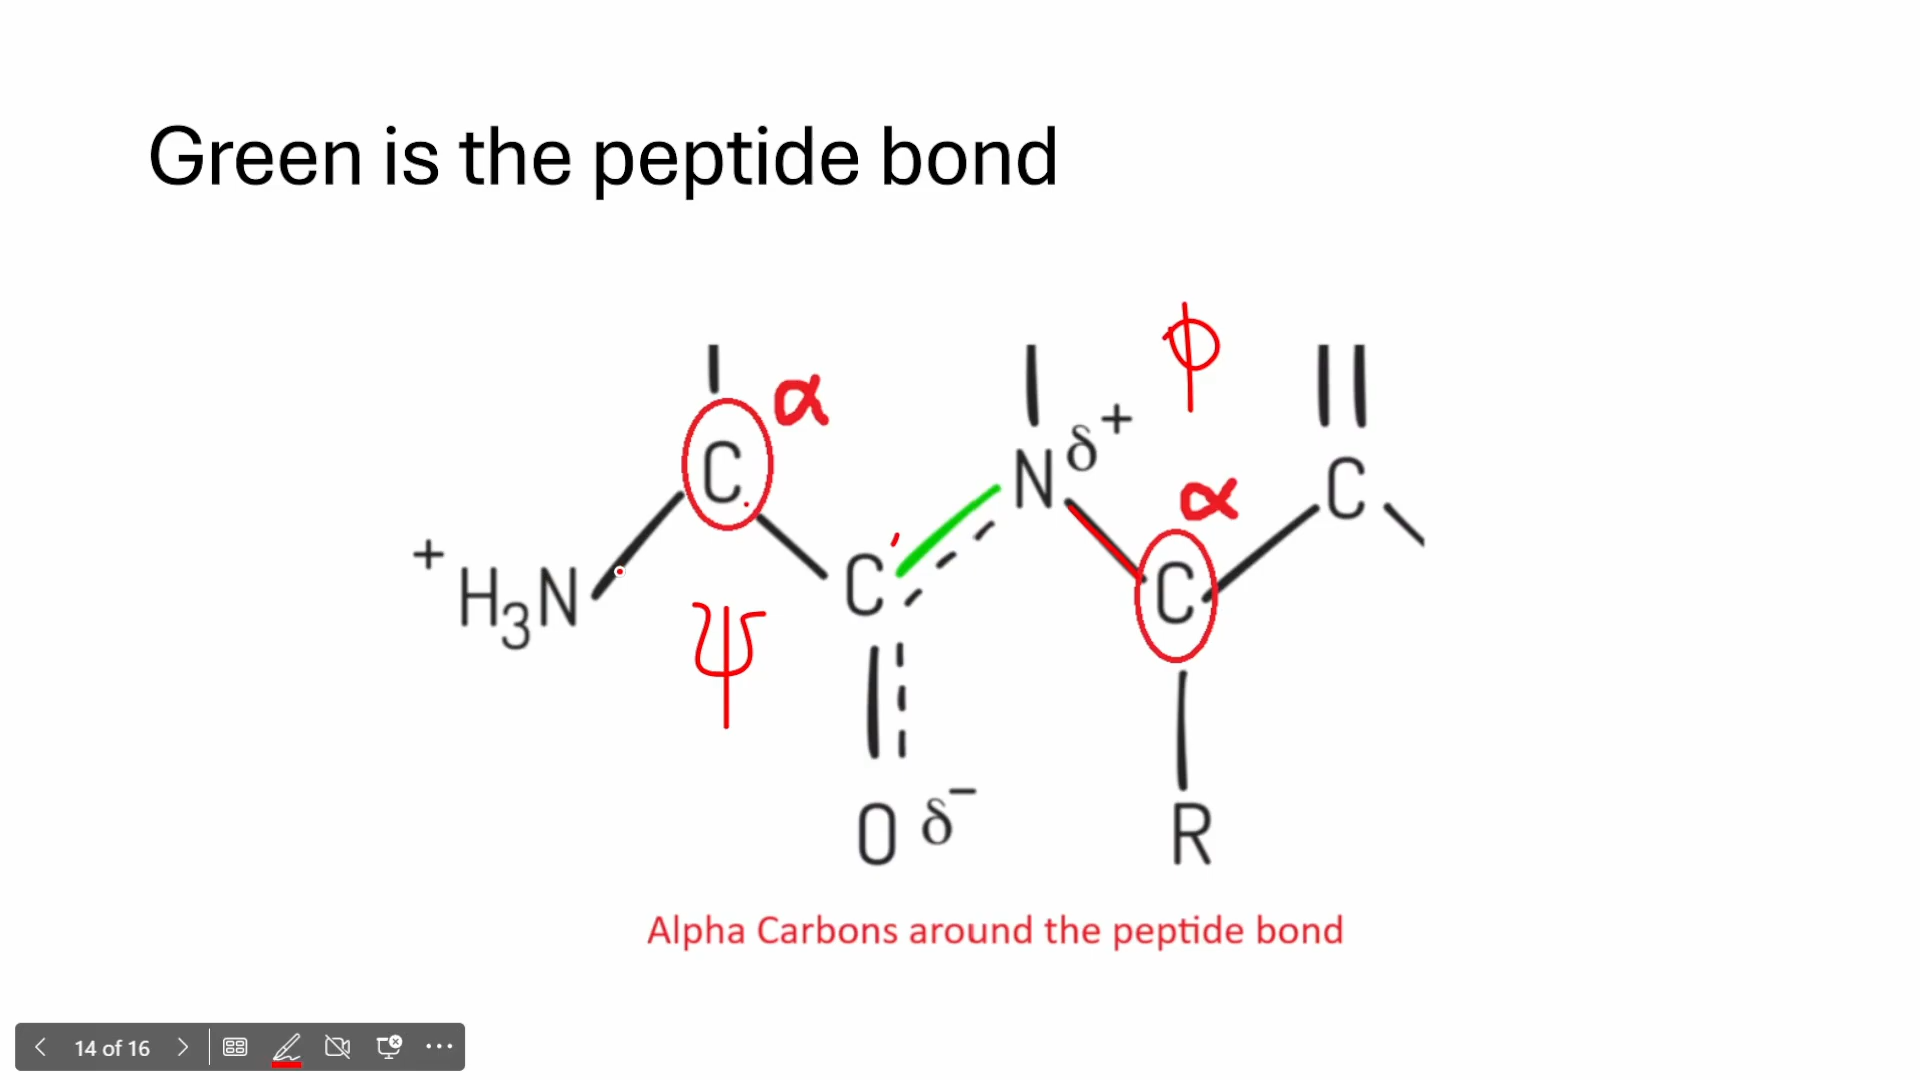 Green is the peptide bond
ϕ
α
C
N δ+
C
α
+H3N
C′
C
ψ
O δ−
R
Alpha Carbons around the peptide bond
14 of 16